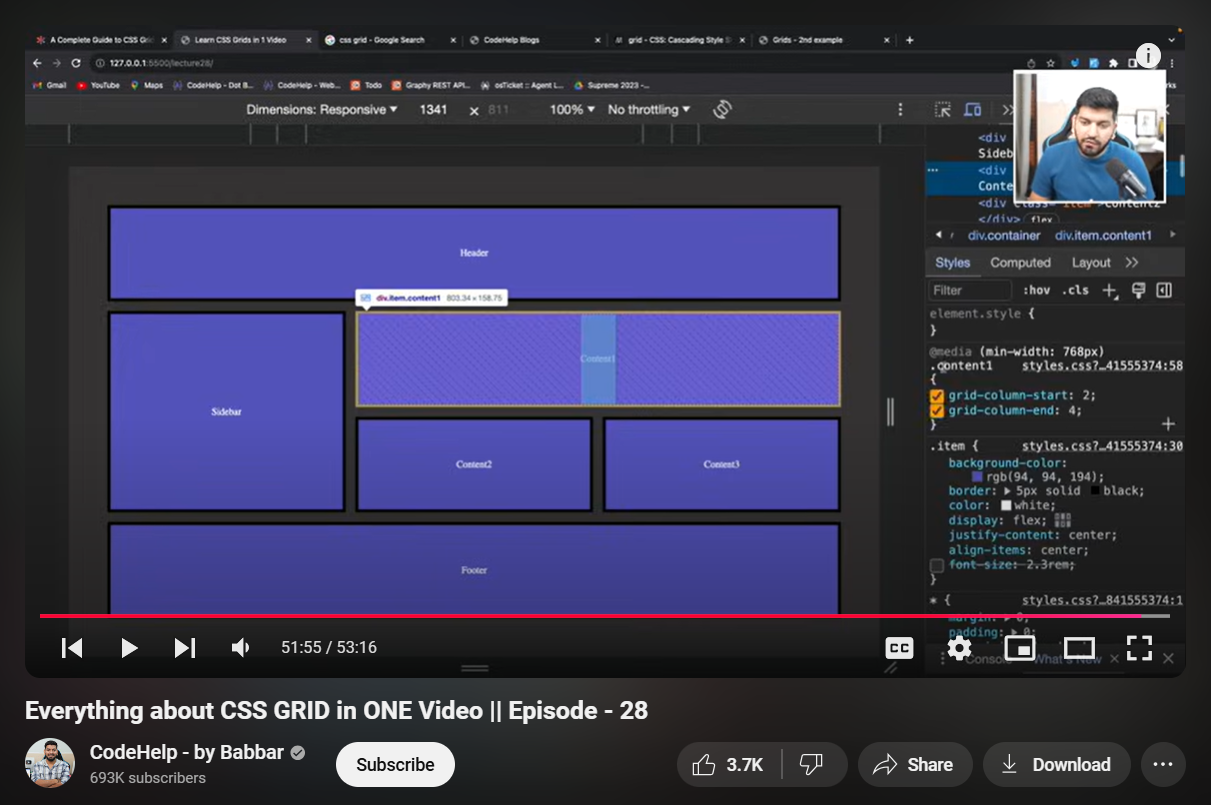 A Complete Guide to CSS Gri
Learn CSS Grids in 1 Video
css grid - Google Search
CodeHelp Blogs
grid - CSS: Cascading Style S
Grids - 2nd example
127.0.0.1:5500/lecture28/
Gmail
YouTube
Maps
CodeHelp - Dot B...
CodeHelp - Web...
Todo
Graphy REST API...
osTicket :: Agent L...
Supreme 2023 -...
rks
Dimensions: Responsive
1341
x
811
100%
No throttling
<div
Sideb
<div
Conte
<div class="item">Content2
</div>
flex
div.container
div.item.content1
Styles
Computed
Layout
Filter
:hov
.cls
element.style {
}
@media (min-width: 768px)
.content1
styles.css?…41555374:58
{
grid-column-start: 2;
grid-column-end: 4;
}
.item {
styles.css?…41555374:30
background-color:
rgb(94, 94, 194);
border: 5px solid black;
color: white;
display: flex;
justify-content: center;
align-items: center;
font-size: 2.3rem;
}
* {
styles.css?…841555374:1
margin: 0;
padding: 0;
Console
What's New
Header
div.item.content1 803.34 × 158.75
Content1
Sidebar
Content2
Content3
Footer
51:55 / 53:16
CC
Everything about CSS GRID in ONE Video || Episode - 28
CodeHelp - by Babbar
693K subscribers
Subscribe
3.7K
Share
Download